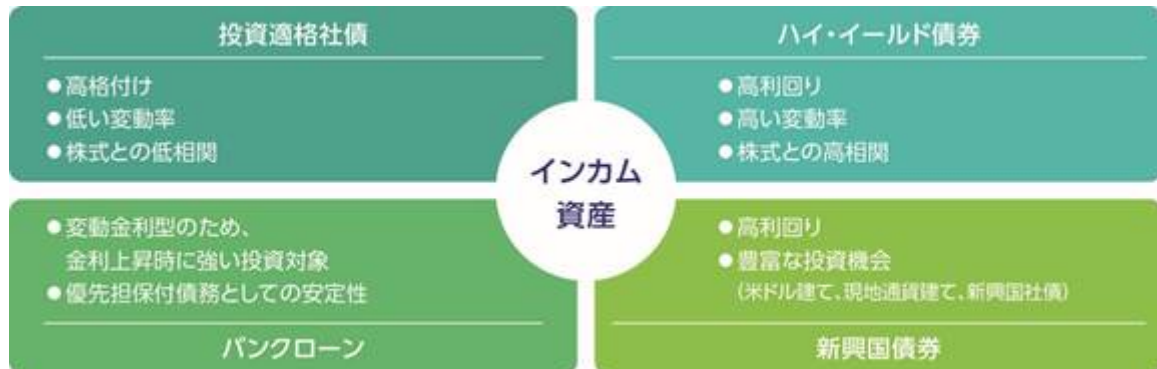 投資適格社債
●高格付け
●低い変動率
●株式との低相関
ハイ・イールド債券
●高利回り
●高い変動率
●株式との高相関
インカム
資産
●変動金利型のため、
金利上昇時に強い投資対象
●優先担保付債務としての安定性
バンクローン
●高利回り
●豊富な投資機会
（米ドル建て、現地通貨建て、新興国社債）
新興国債券